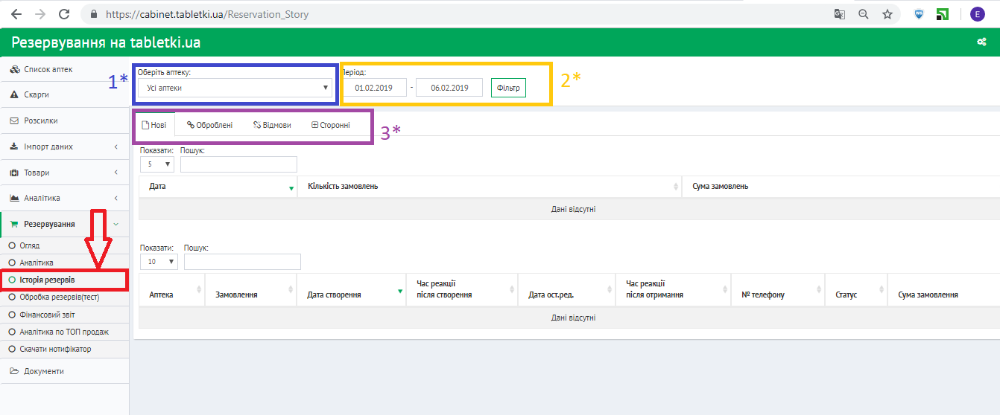 https://cabinet.tabletki.ua/Reservation_Story
E
Резервування на tabletki.ua
Список аптек
Скарги
Розсилки
Імпорт даних
Товари
Аналітика
Резервування
Огляд
Аналітика
Історія резервів
Обробка резервів(тест)
Фінансовий звіт
Аналітика по ТОП продаж
Скачати нотифікатор
Документи
1*
Оберіть аптеку:
Усі аптеки
Період:
01.02.2019 - 06.02.2019 Фільтр
2*
Нові Оброблені Відмови Сторонні
3*
Показати: Пошук:
5
Дата Кількість замовлень Сума замовлень
Дані відсутні
Показати: Пошук:
10
Аптека Замовлення Дата створення Час реакції після створення Дата ост.ред. Час реакції після отримання № телефону Статус Сума замовлення
Дані відсутні